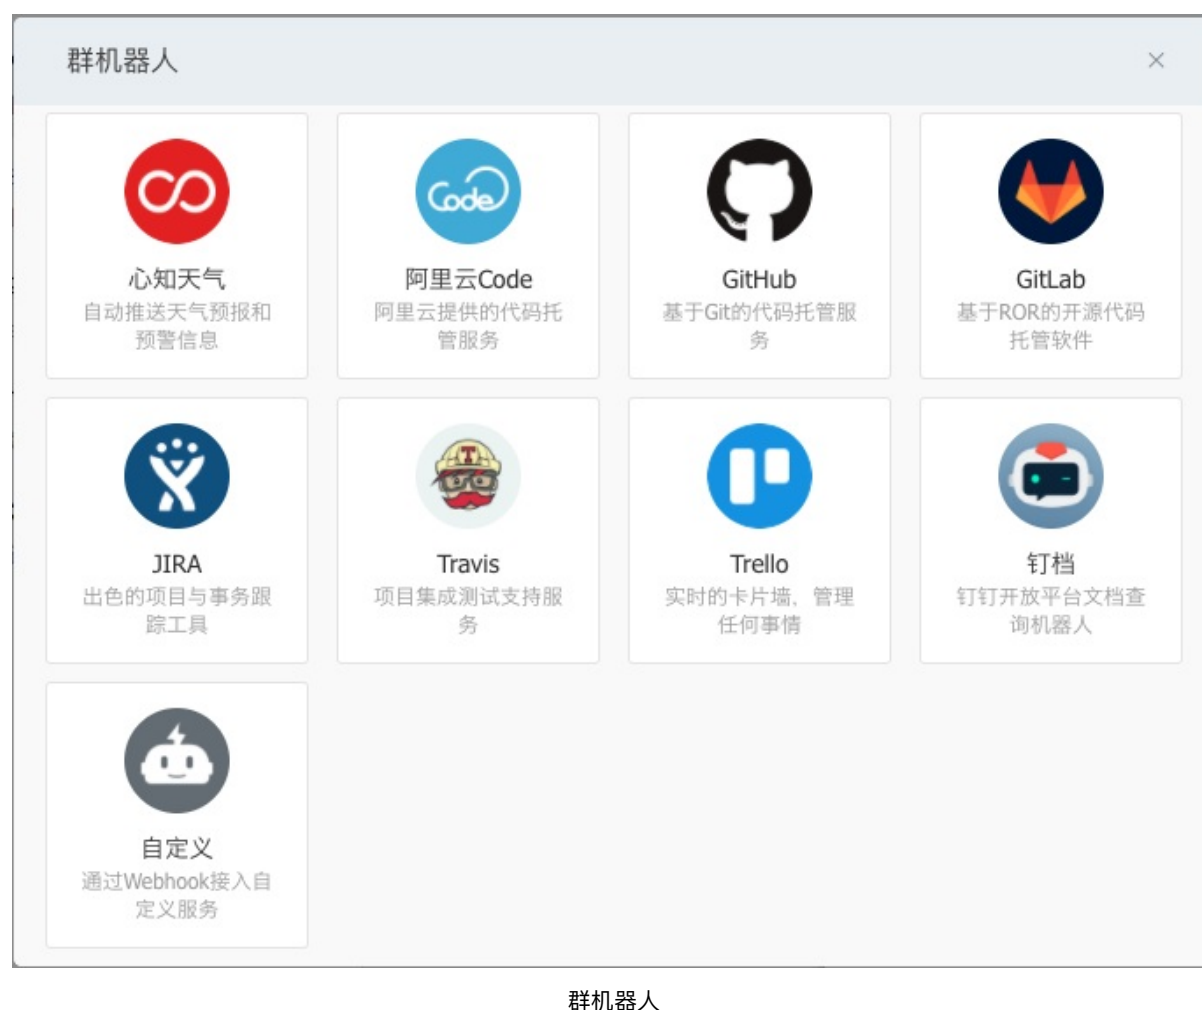 群机器人
心知天气
自动推送天气预报和
预警信息
阿里云Code
阿里云提供的代码托
管服务
GitHub
基于Git的代码托管服
务
GitLab
基于ROR的开源代码
托管软件
JIRA
出色的项目与事务跟
踪工具
Travis
项目集成测试支持服
务
Trello
实时的卡片墙，管理
任何事情
钉档
钉钉开放平台文档查
询机器人
自定义
通过Webhook接入自
定义服务
群机器人
Code
T